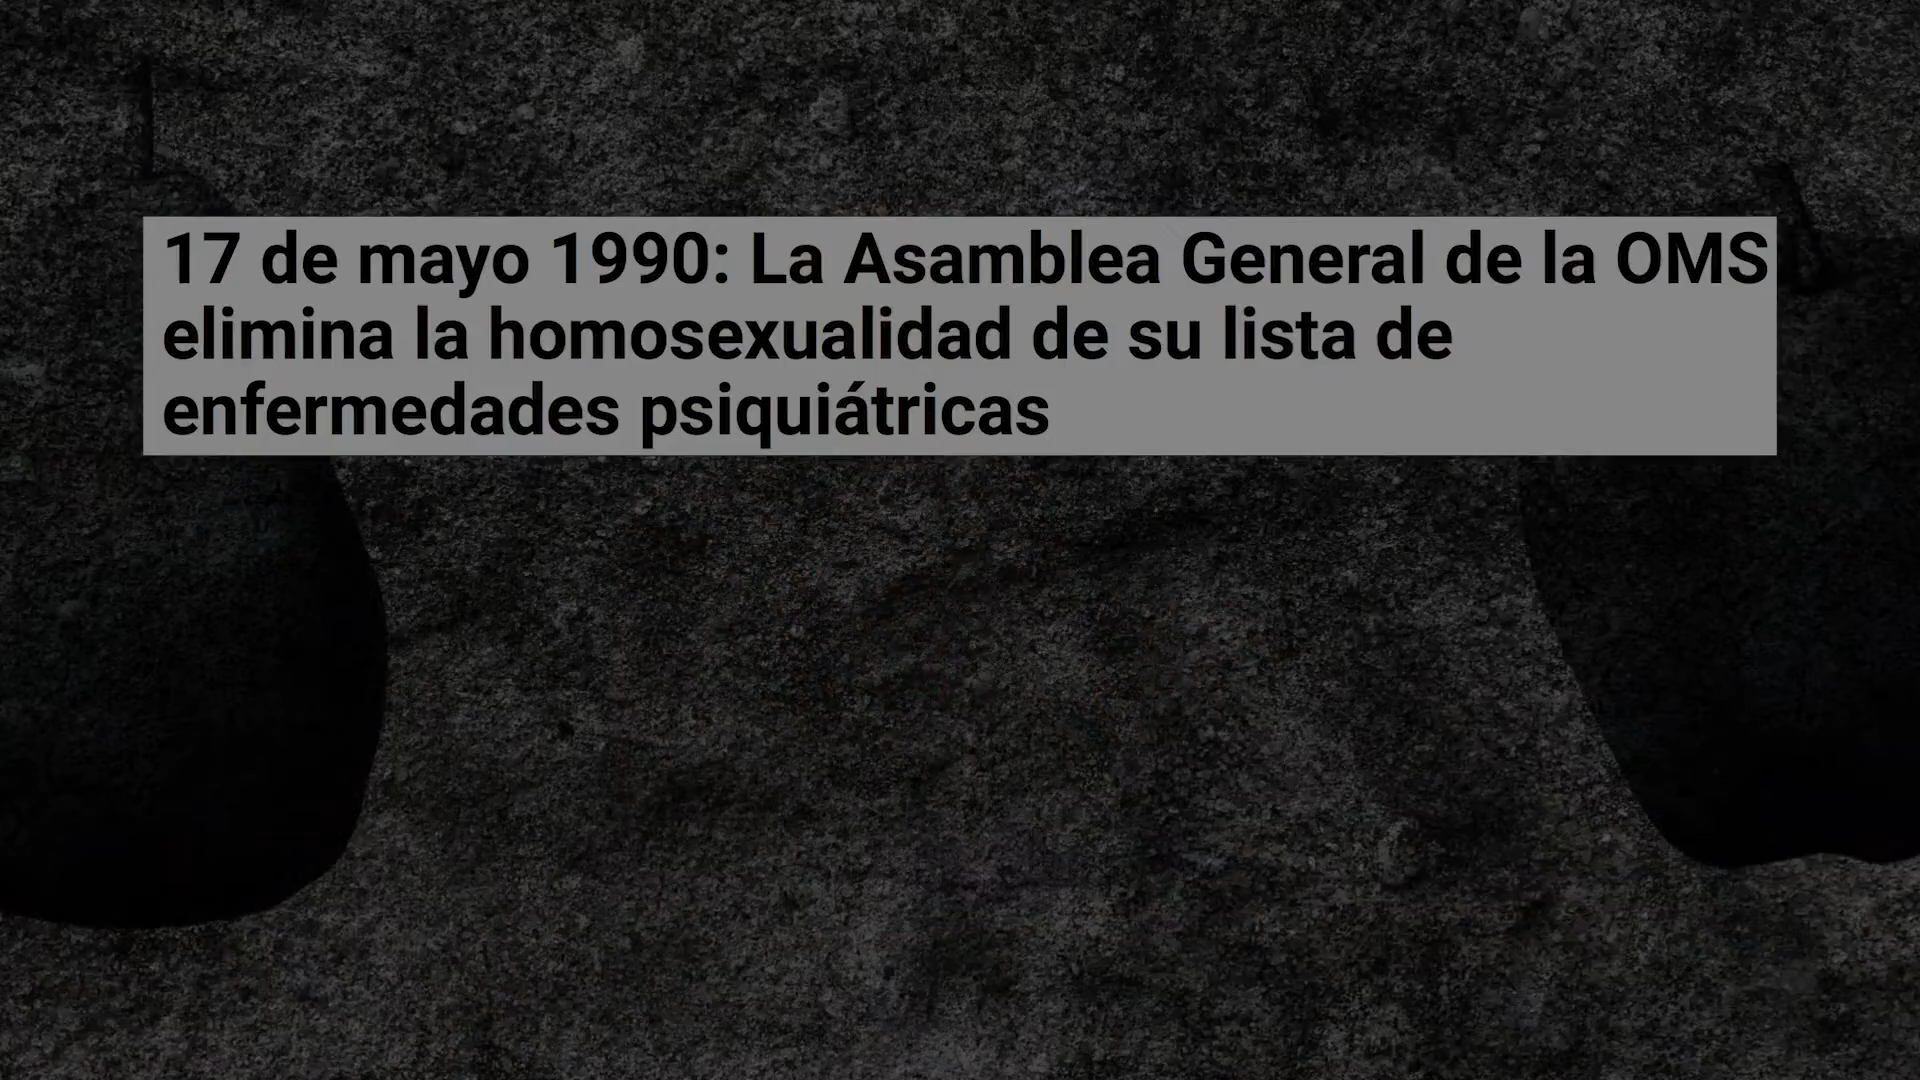 17 de mayo 1990: La Asamblea General de la OMS
elimina la homosexualidad de su lista de
enfermedades psiquiátricas